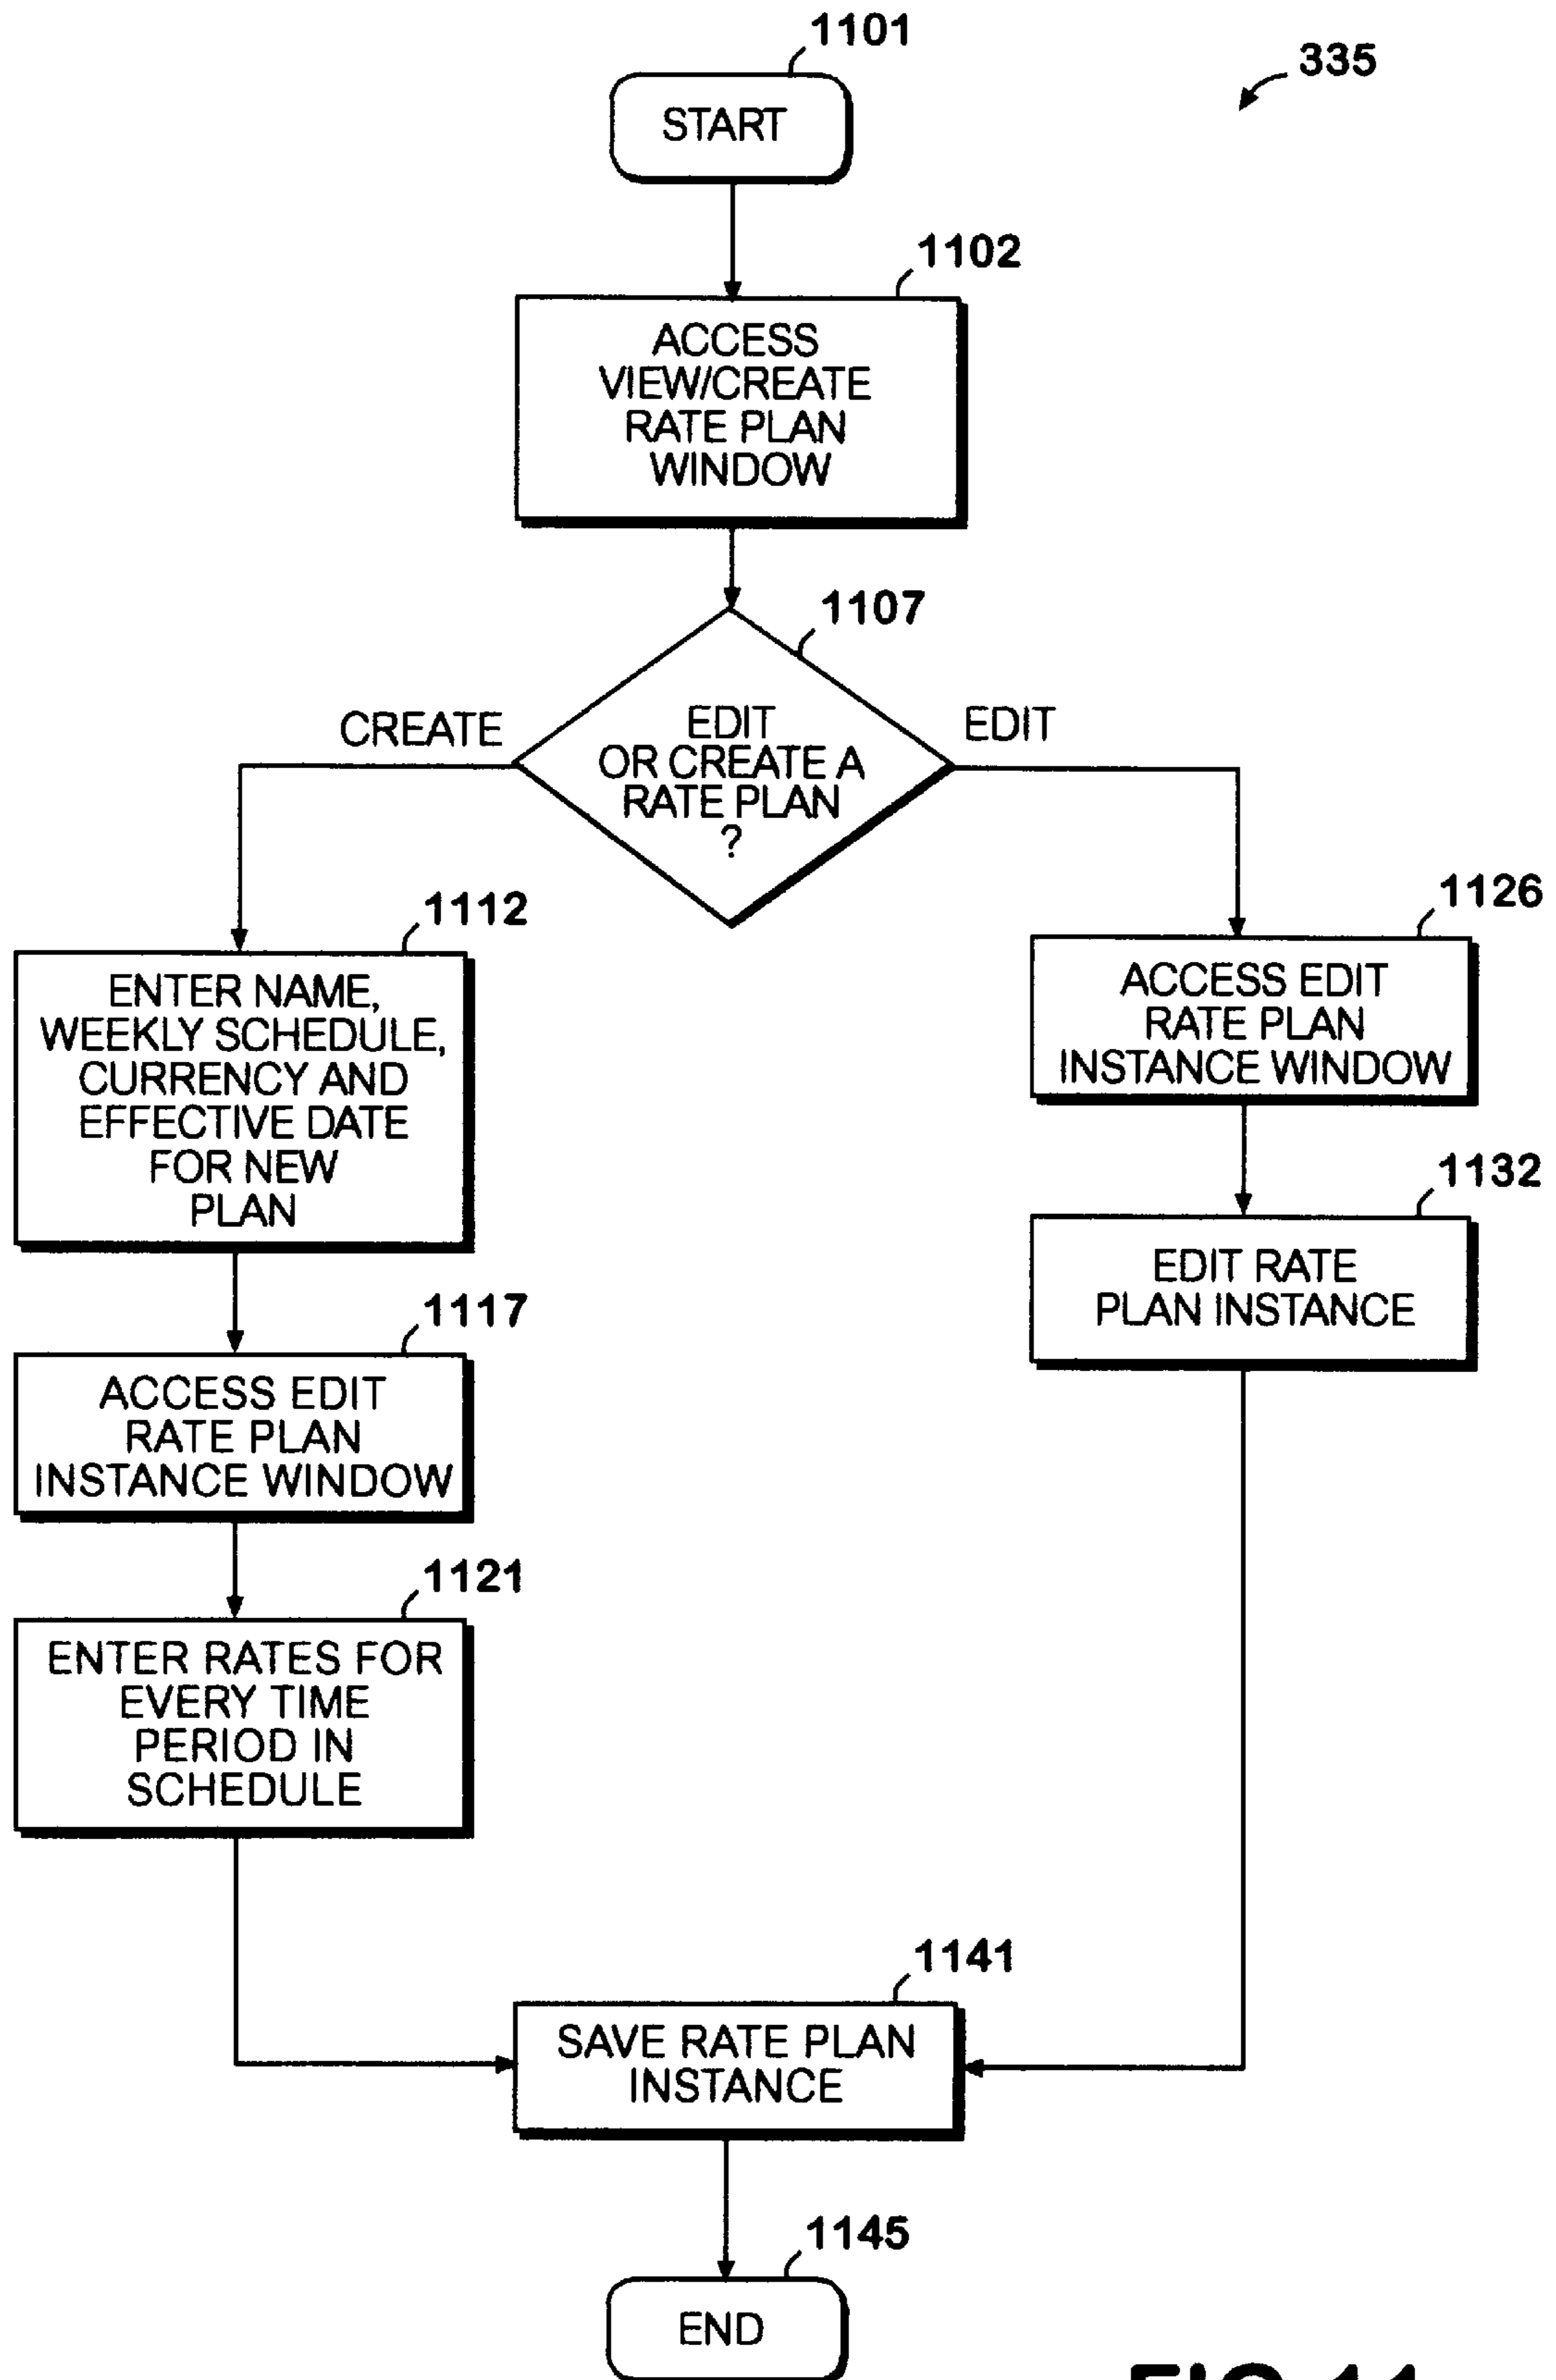 1101
335
START
1102
ACCESS
VIEW/CREATE
RATE PLAN
WINDOW
1107
CREATE
EDIT
OR CREATE A
RATE PLAN
?
EDIT
1112
ENTER NAME,
WEEKLY SCHEDULE,
CURRENCY AND
EFFECTIVE DATE
FOR NEW
PLAN
1126
ACCESS EDIT
RATE PLAN
INSTANCE WINDOW
1132
EDIT RATE
PLAN INSTANCE
1117
ACCESS EDIT
RATE PLAN
INSTANCE WINDOW
1121
ENTER RATES FOR
EVERY TIME
PERIOD IN
SCHEDULE
1141
SAVE RATE PLAN
INSTANCE
1145
END